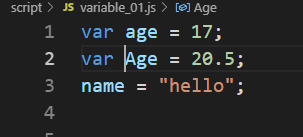 script > JS variable_01.js > Age
1 var age = 17;
2 var Age = 20.5;
3 name = "hello";
4